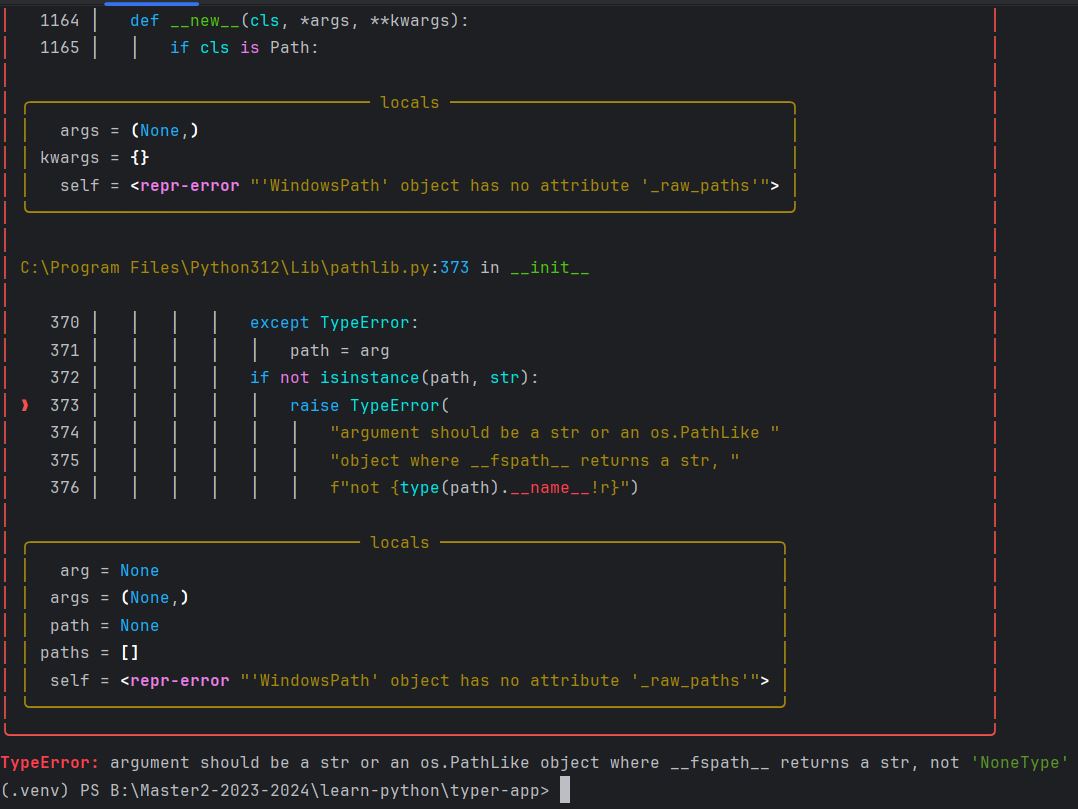 1164 │ def __new__(cls, *args, **kwargs):
1165 │ │ if cls is Path:
locals
args = (None,)
kwargs = {}
self = <repr-error "'WindowsPath' object has no attribute '_raw_paths'">
C:\Program Files\Python312\Lib\pathlib.py:373 in __init__
370 │ │ │ │ except TypeError:
371 │ │ │ │ │ path = arg
372 │ │ │ │ if not isinstance(path, str):
❱ 373 │ │ │ │ │ raise TypeError(
374 │ │ │ │ │ │ "argument should be a str or an os.PathLike "
375 │ │ │ │ │ │ "object where __fspath__ returns a str, "
376 │ │ │ │ │ │ f"not {type(path).__name__!r}")
locals
arg = None
args = (None,)
path = None
paths = []
self = <repr-error "'WindowsPath' object has no attribute '_raw_paths'">
TypeError: argument should be a str or an os.PathLike object where __fspath__ returns a str, not 'NoneType'
(.venv) PS B:\Master2-2023-2024\learn-python\typer-app>